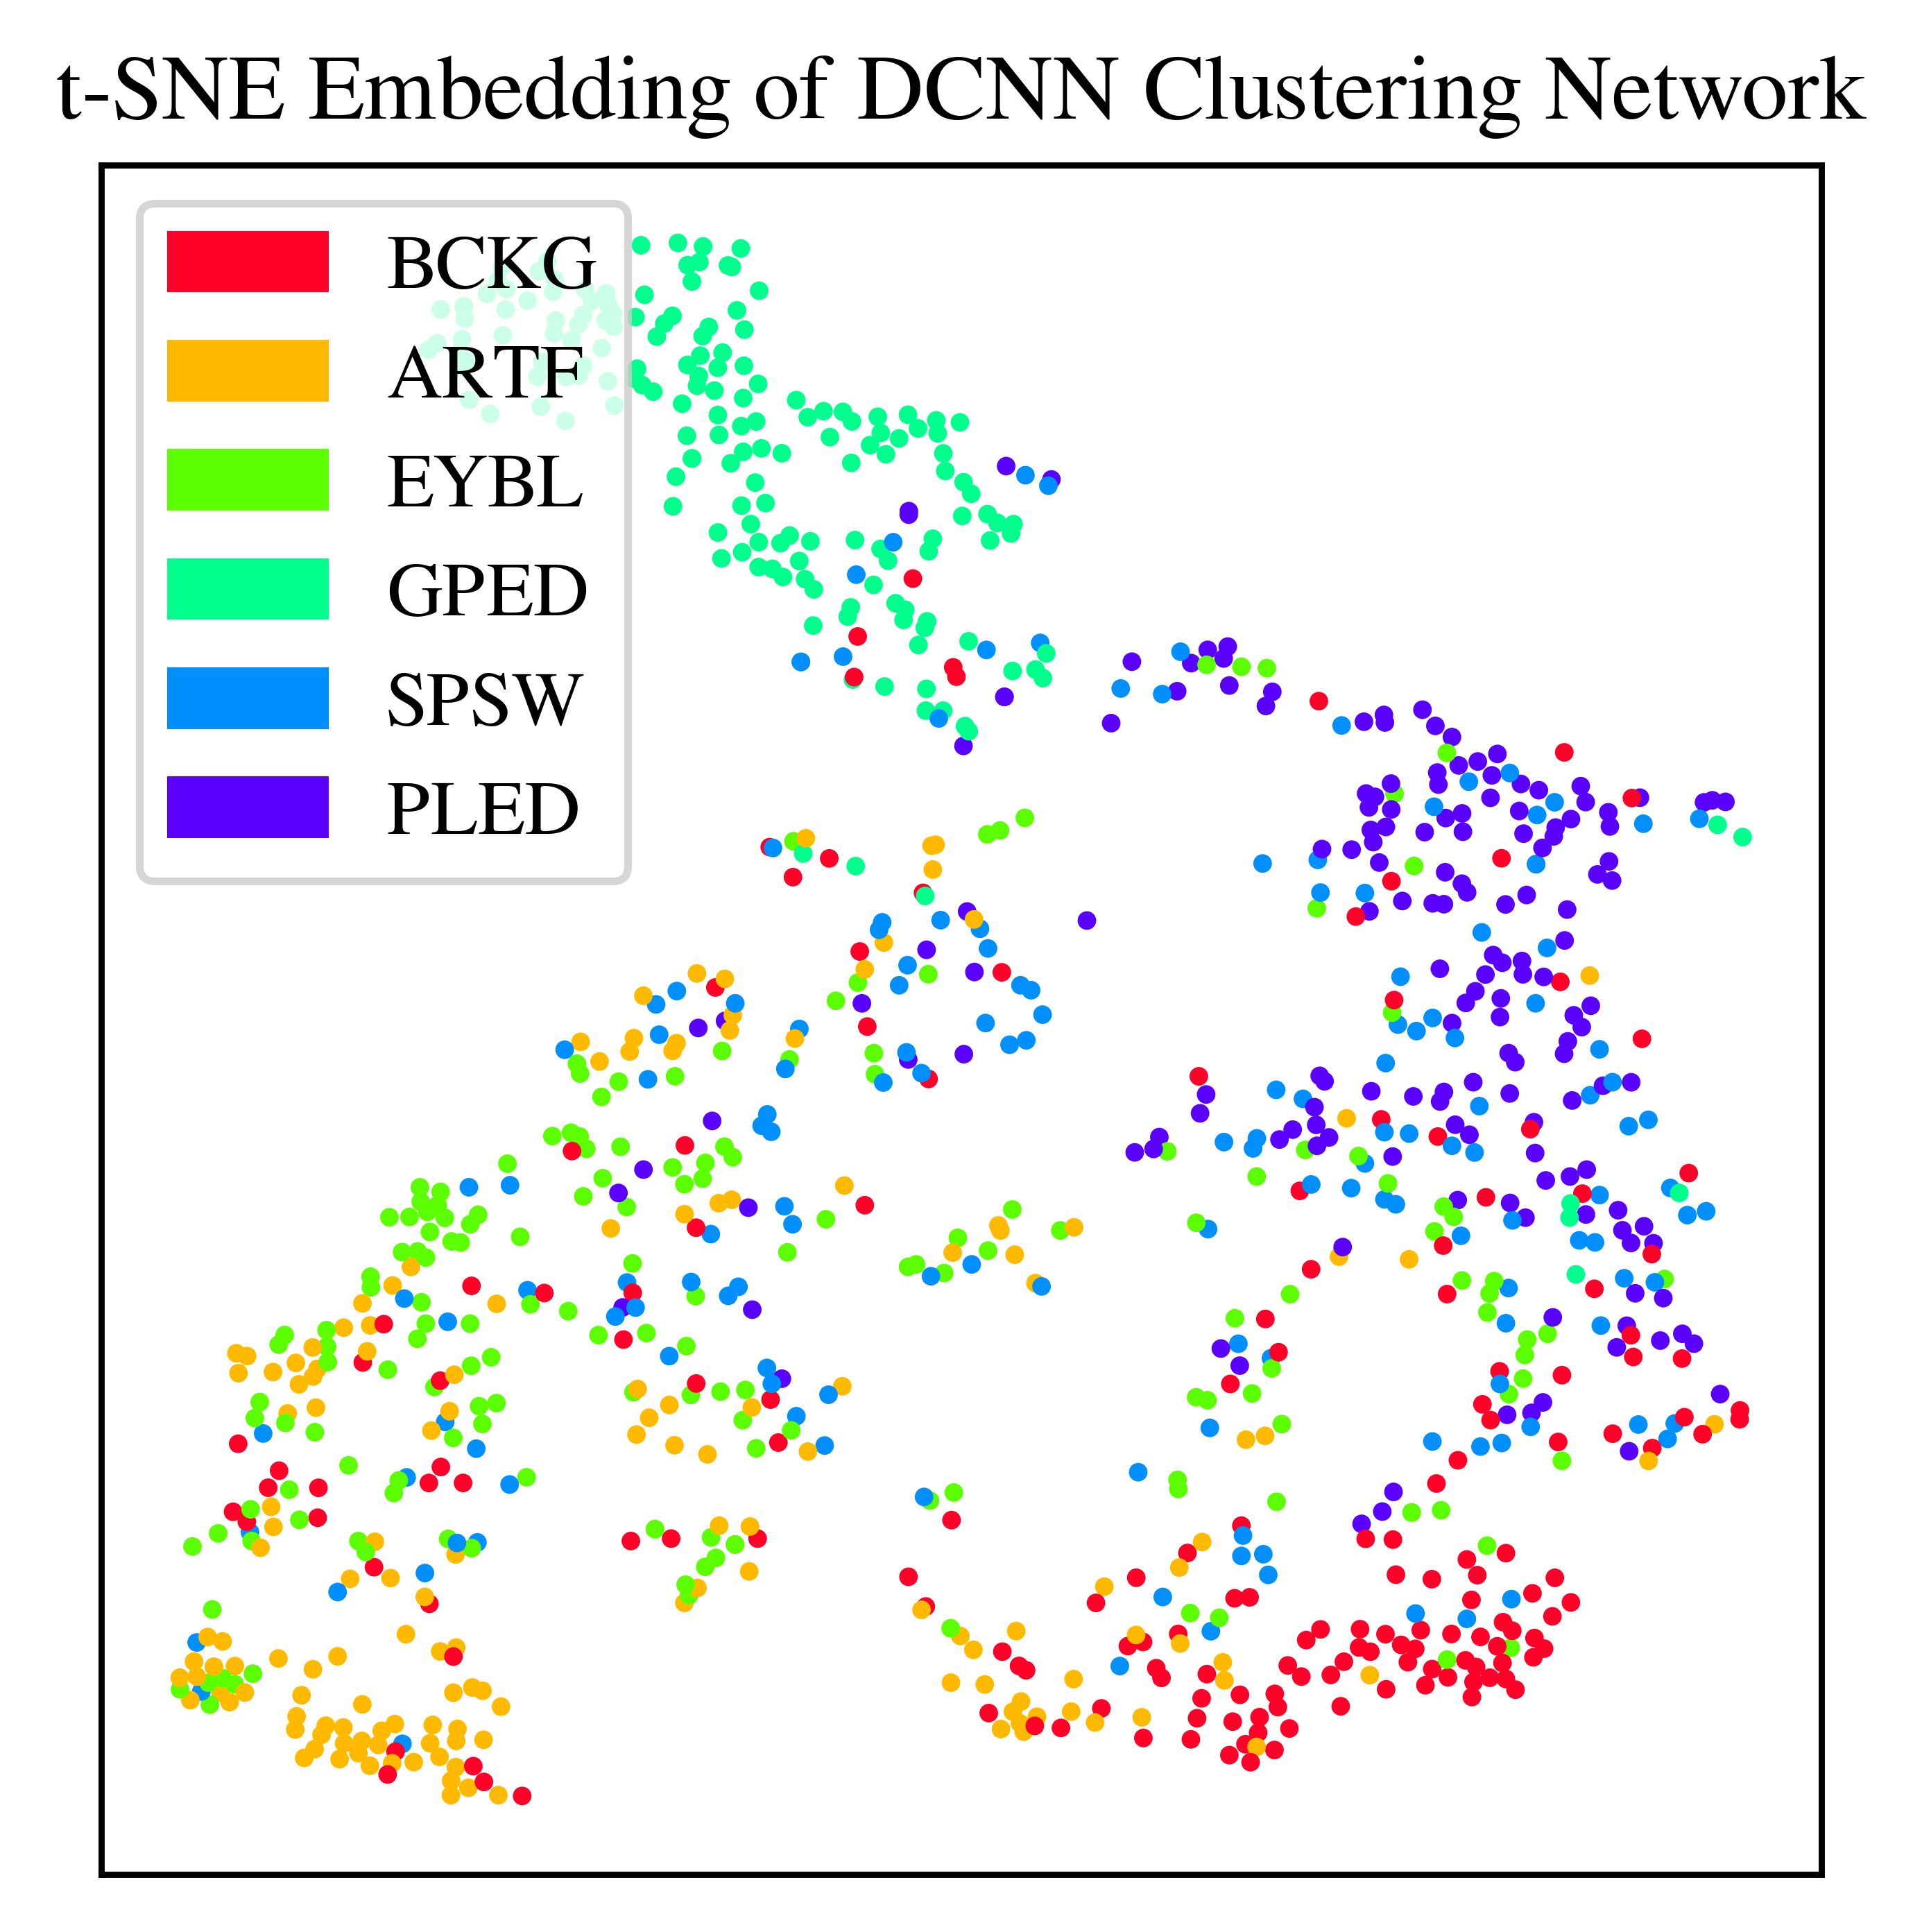 t-SNE Embedding of DCNN Clustering Network
BCKG
ARTF
EYBL
GPED
SPSW
PLED